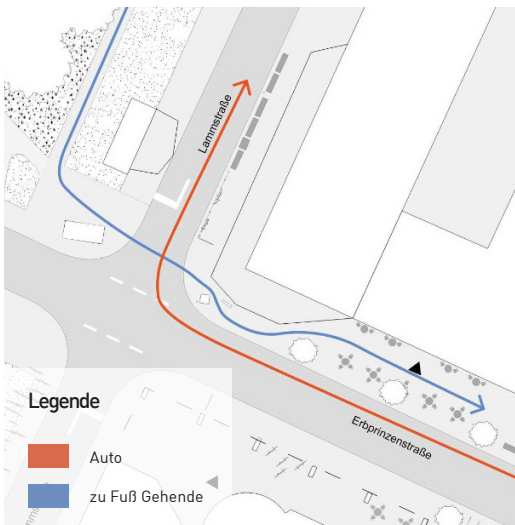 Lammstraße
Erbprinzenstraße
Legende
Auto
zu Fuß Gehende